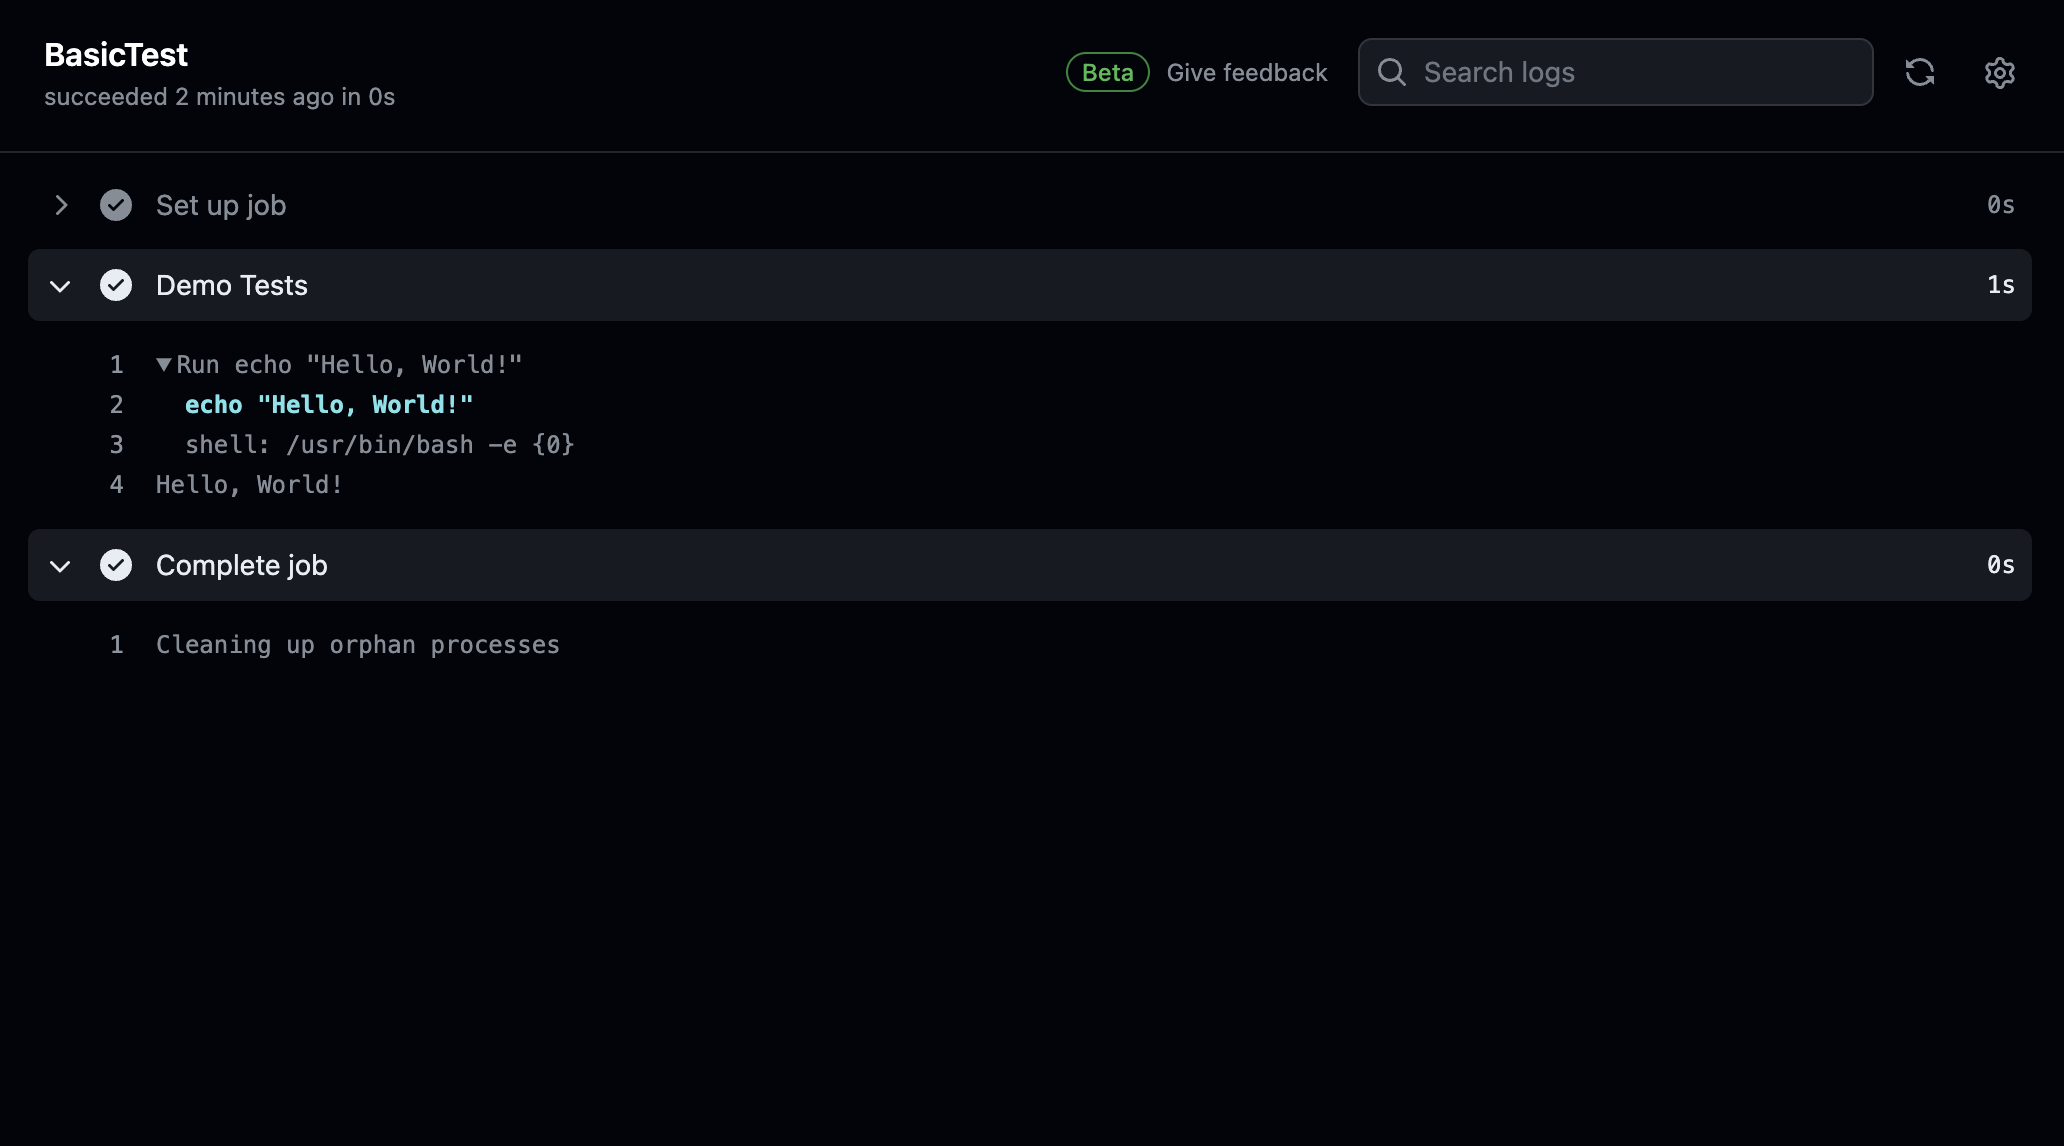 BasicTest
succeeded 2 minutes ago in 0s
Beta Give feedback Search logs
Set up job 0s
Demo Tests 1s
1 ▼Run echo "Hello, World!"
2 echo "Hello, World!"
3 shell: /usr/bin/bash -e {0}
4 Hello, World!
Complete job 0s
1 Cleaning up orphan processes